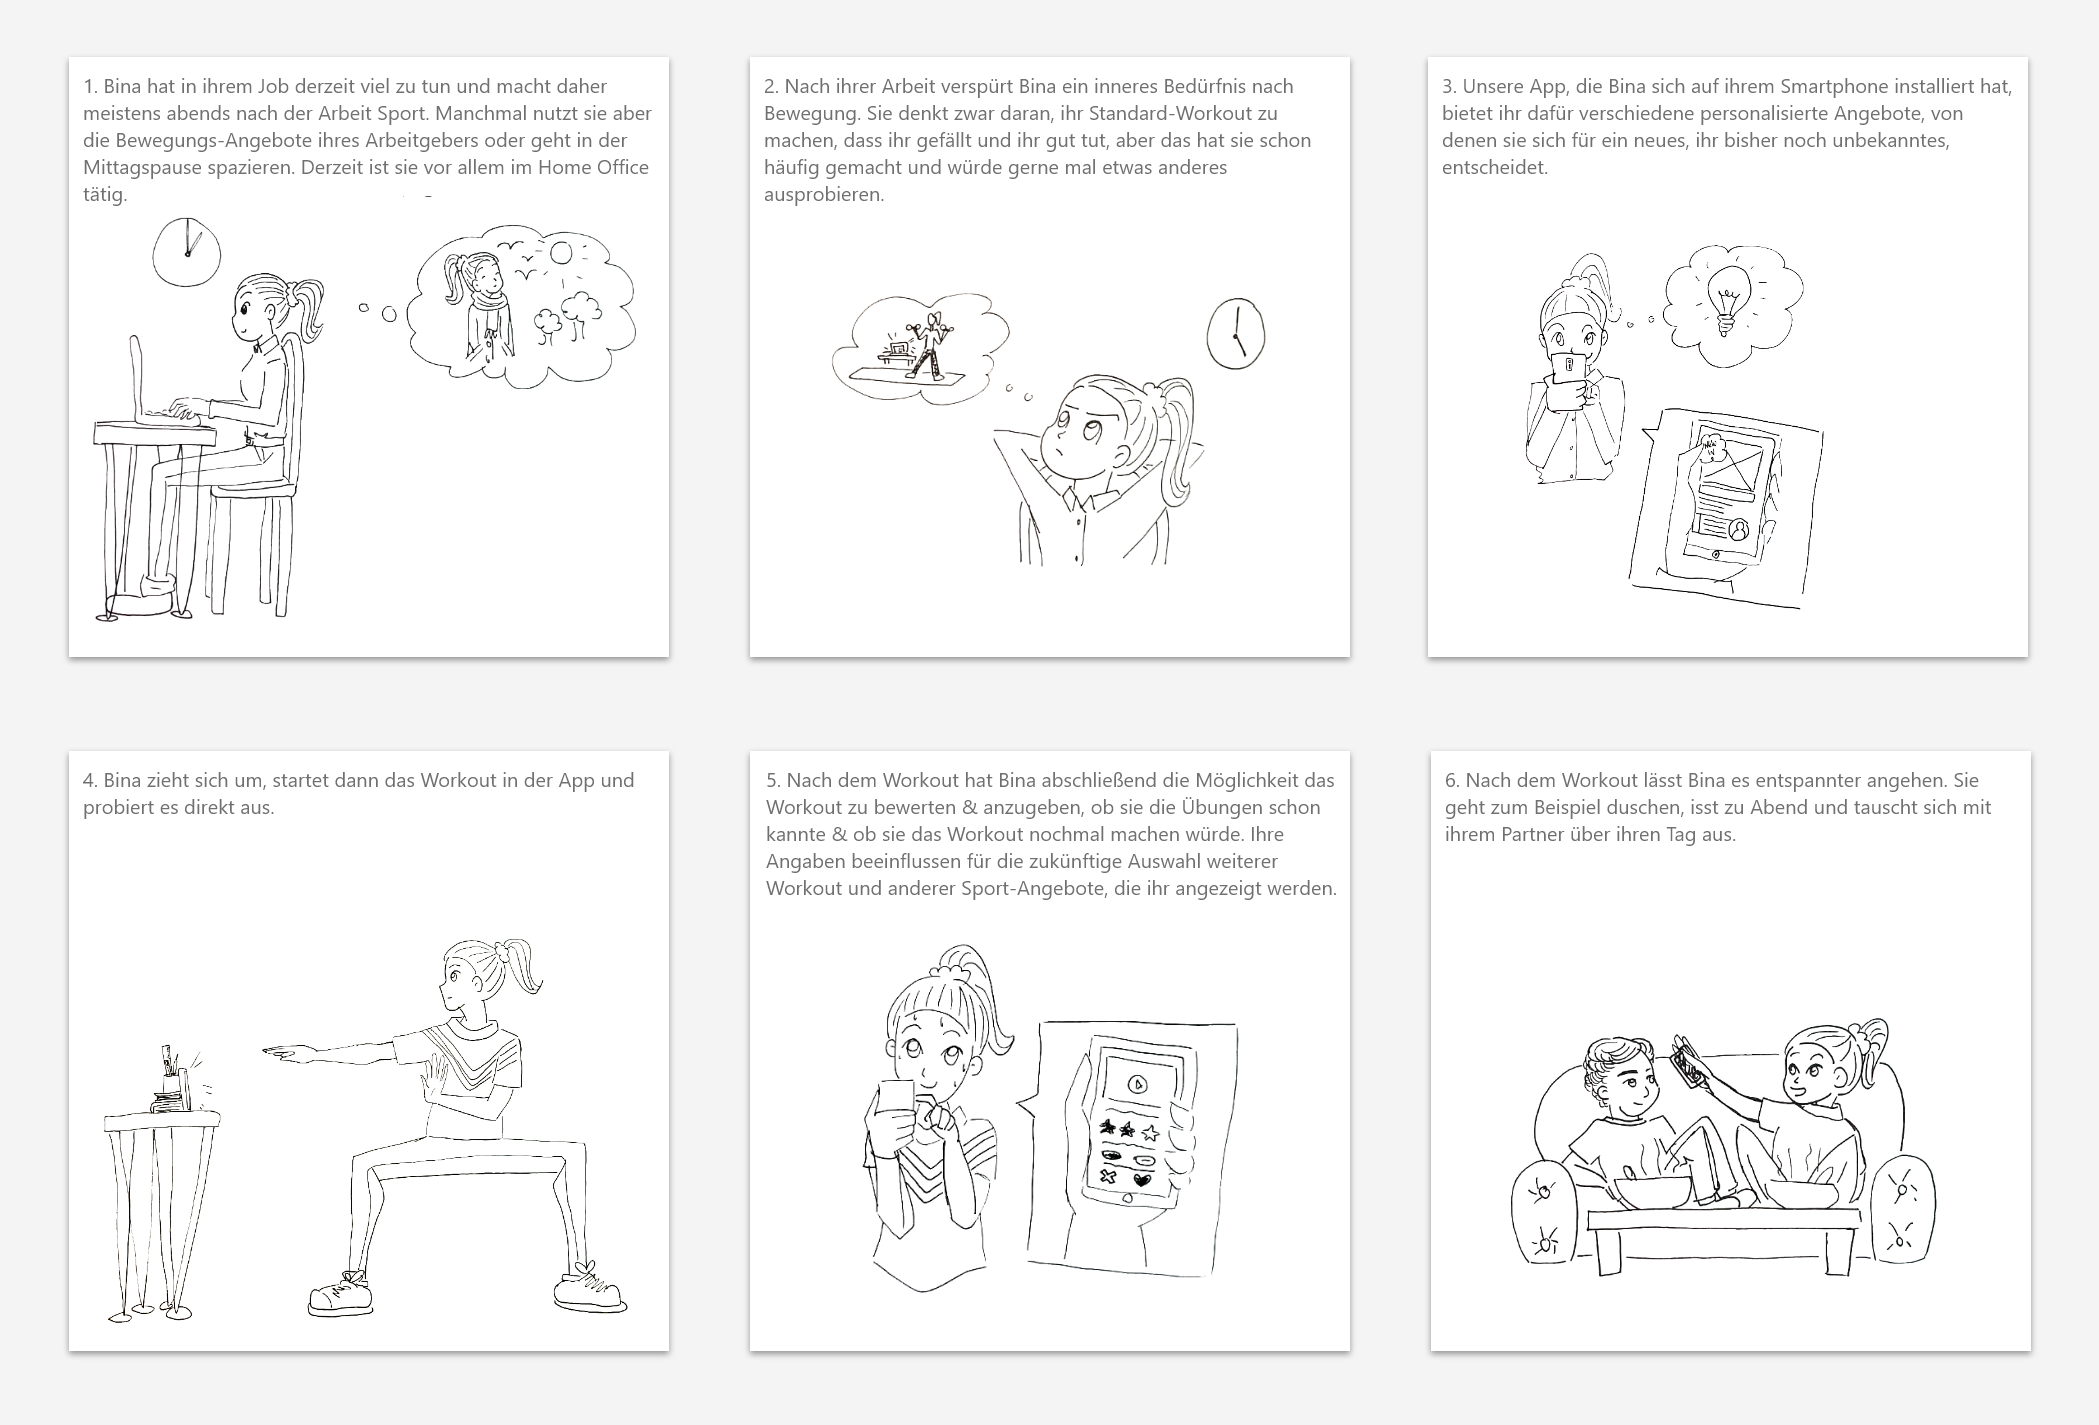 1. Bina hat in ihrem Job derzeit viel zu tun und macht daher
meistens abends nach der Arbeit Sport. Manchmal nutzt sie aber
die Bewegungs-Angebote ihres Arbeitgebers oder geht in der
Mittagspause spazieren. Derzeit ist sie vor allem im Home Office
tätig.
2. Nach ihrer Arbeit verspürt Bina ein inneres Bedürfnis nach
Bewegung. Sie denkt zwar daran, ihr Standard-Workout zu
machen, dass ihr gefällt und ihr gut tut, aber das hat sie schon
häufig gemacht und würde gerne mal etwas anderes
ausprobieren.
3. Unsere App, die Bina sich auf ihrem Smartphone installiert hat,
bietet ihr dafür verschiedene personalisierte Angebote, von
denen sie sich für ein neues, ihr bisher noch unbekanntes,
entscheidet.
4. Bina zieht sich um, startet dann das Workout in der App und
probiert es direkt aus.
5. Nach dem Workout hat Bina abschließend die Möglichkeit das
Workout zu bewerten & anzugeben, ob sie die Übungen schon
kannte & ob sie das Workout nochmal machen würde. Ihre
Angaben beeinflussen für die zukünftige Auswahl weiterer
Workout und anderer Sport-Angebote, die ihr angezeigt werden.
6. Nach dem Workout lässt Bina es entspannter angehen. Sie
geht zum Beispiel duschen, isst zu Abend und tauscht sich mit
ihrem Partner über ihren Tag aus.